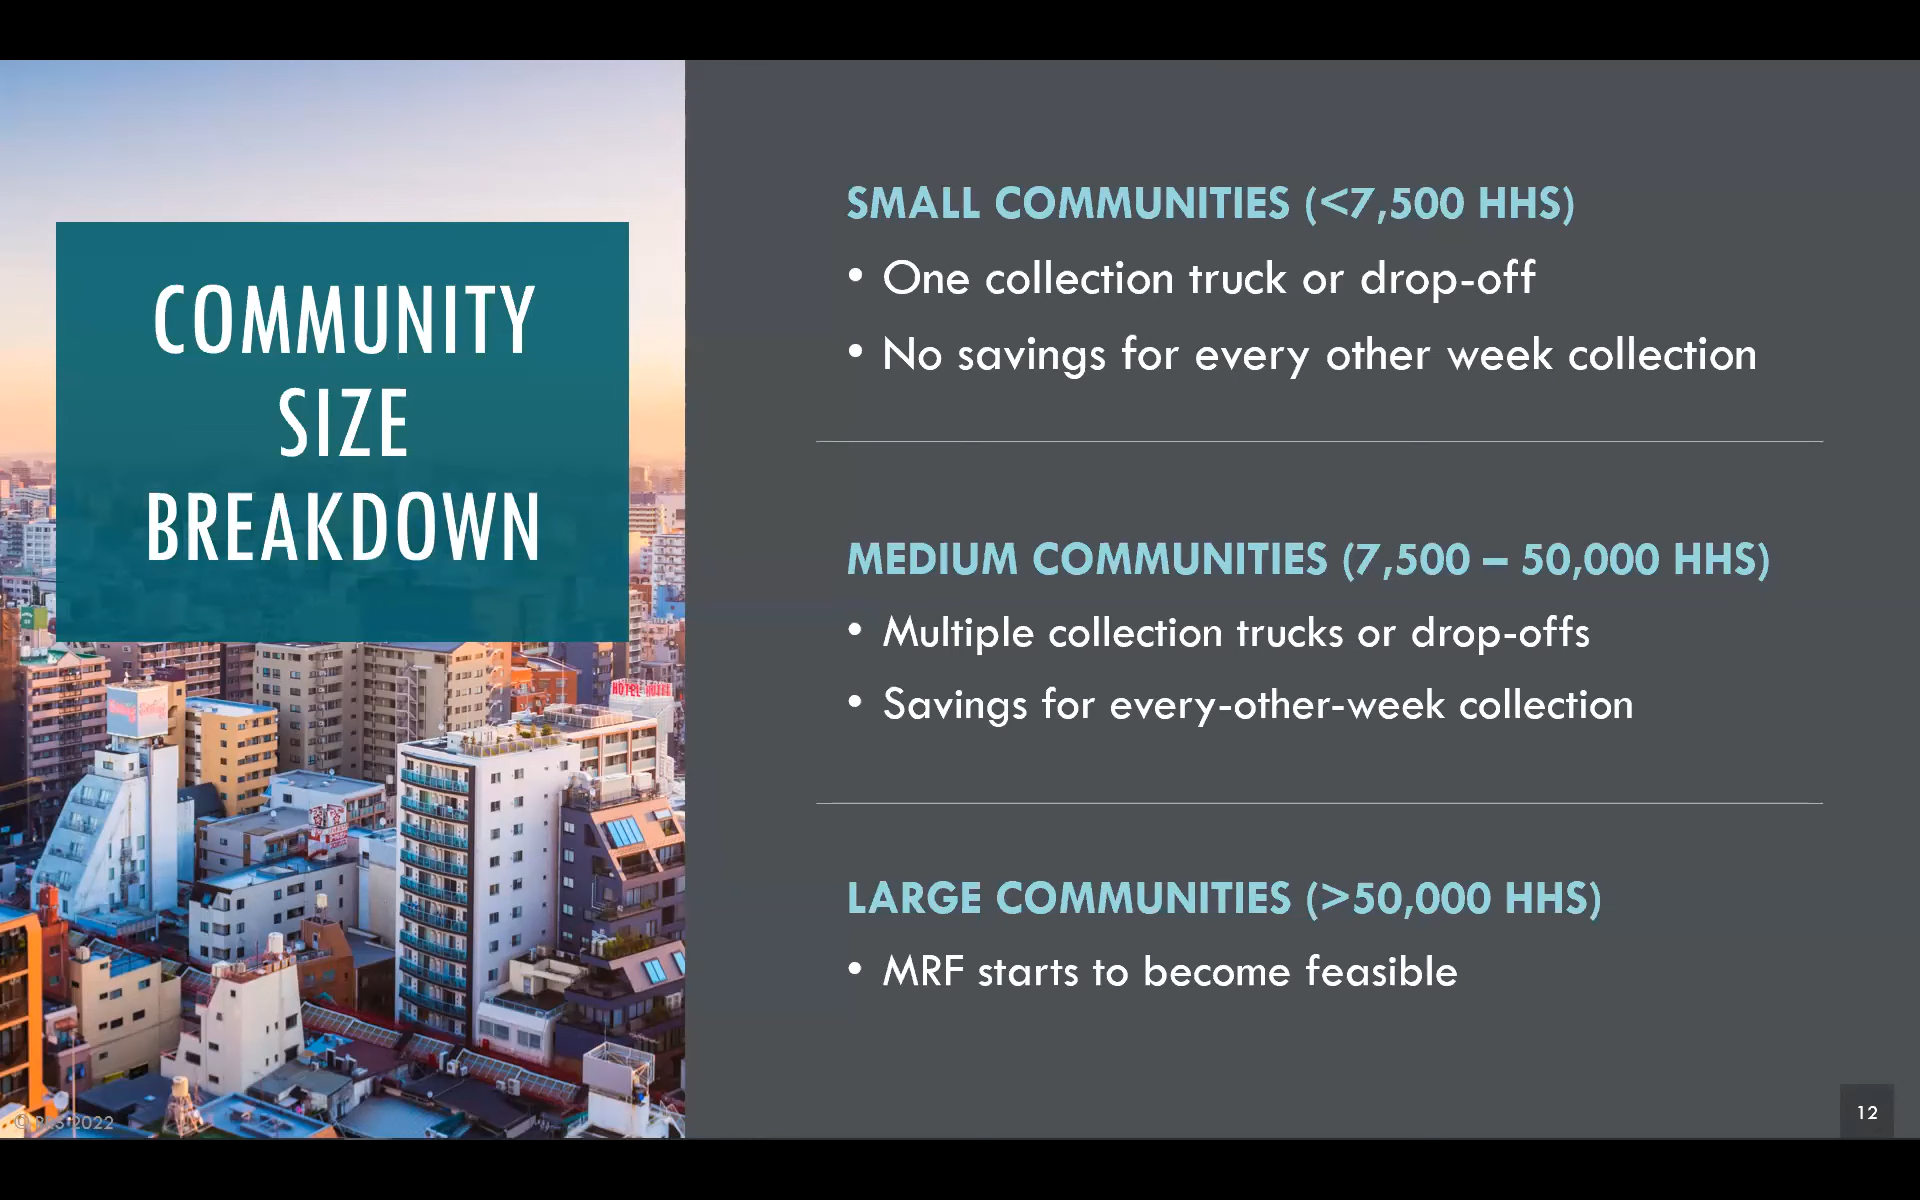 COMMUNITY
SIZE
BREAKDOWN
SMALL COMMUNITIES (<7,500 HHS)
• One collection truck or drop-off
• No savings for every other week collection
MEDIUM COMMUNITIES (7,500 – 50,000 HHS)
• Multiple collection trucks or drop-offs
• Savings for every-other-week collection
LARGE COMMUNITIES (>50,000 HHS)
• MRF starts to become feasible
HOTEL
© 2022
12